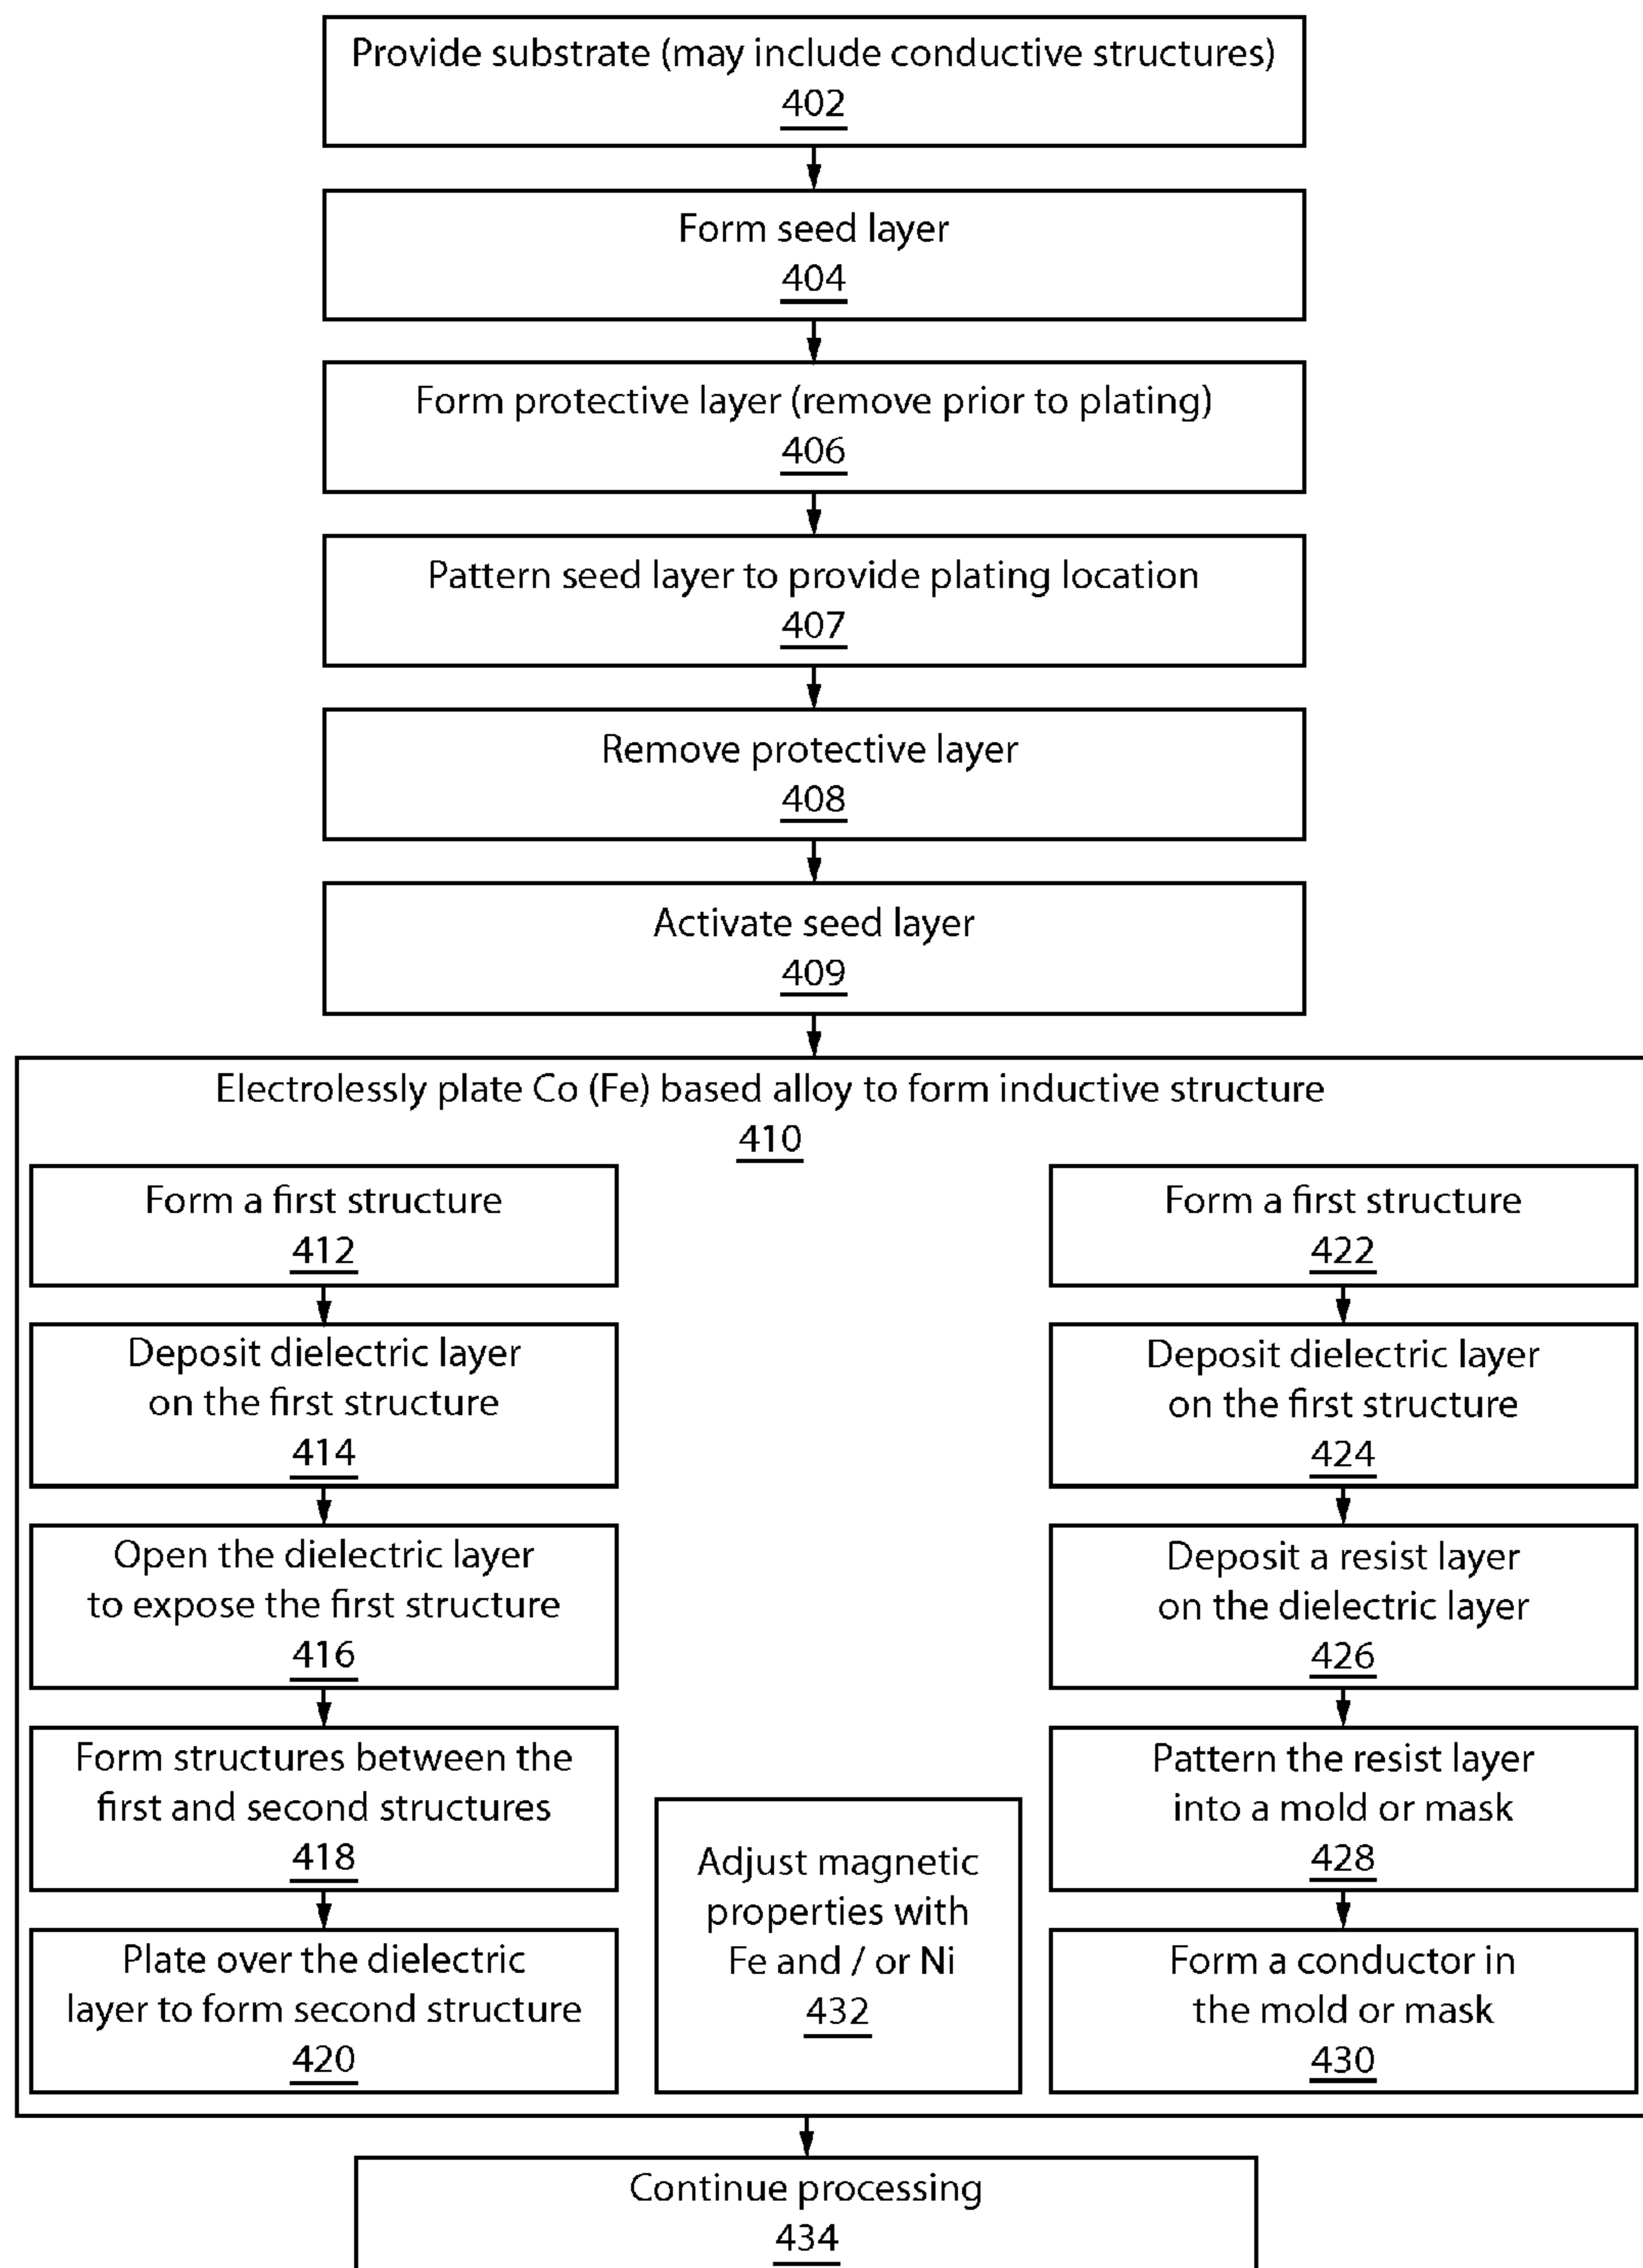 Provide substrate (may include conductive structures)
402
Form seed layer
404
Form protective layer (remove prior to plating)
406
Pattern seed layer to provide plating location
407
Remove protective layer
408
Activate seed layer
409
Electrolessly plate Co (Fe) based alloy to form inductive structure
410
Form a first structure
412
Deposit dielectric layer
on the first structure
414
Open the dielectric layer
to expose the first structure
416
Form structures between the
first and second structures
418
Plate over the dielectric
layer to form second structure
420
Adjust magnetic
properties with
Fe and / or Ni
432
Form a first structure
422
Deposit dielectric layer
on the first structure
424
Deposit a resist layer
on the dielectric layer
426
Pattern the resist layer
into a mold or mask
428
Form a conductor in
the mold or mask
430
Continue processing
434